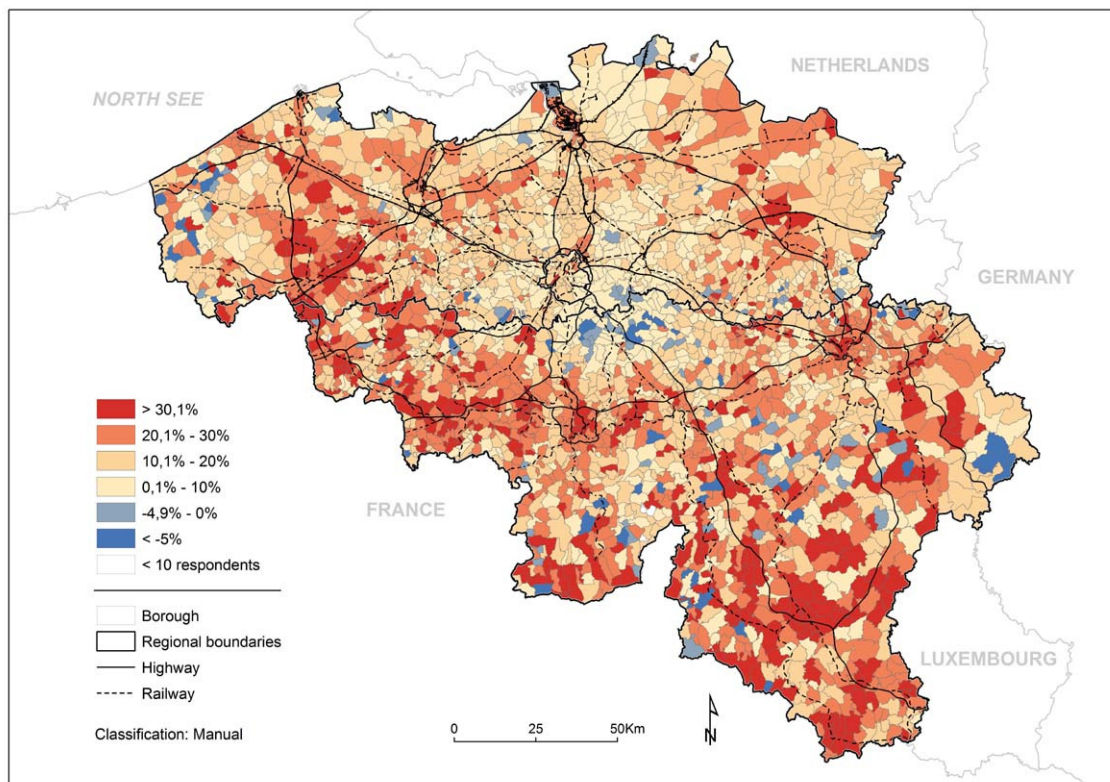 NETHERLANDS
NORTH SEE
GERMANY
> 30,1%
20,1% - 30%
10,1% - 20%
0,1% - 10%
-4,9% - 0%
< -5%
< 10 respondents
FRANCE
Borough
Regional boundaries
Highway
Railway
LUXEMBOURG
Classification: Manual
0 25 50Km
N